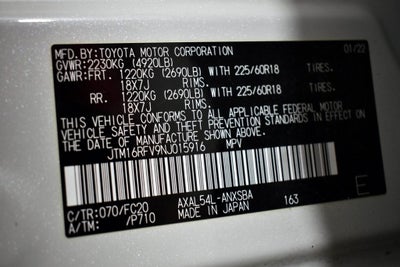 MFD. BY: TOYOTA MOTOR CORPORATION 01/22
GVWR: 2230KG (4920LB)
GAWR: FRT. 1220KG (2690LB) WITH 225/60R18 TIRES.
18X7J RIMS.
RR. 1220KG (2690LB) WITH 225/60R18 TIRES.
18X7J RIMS.
THIS VEHICLE CONFORMS TO ALL APPLICABLE FEDERAL MOTOR
VEHICLE SAFETY AND THEFT PREVENTION STANDARDS IN EFFECT ON
THE DATE OF MANUFACTURE SHOWN ABOVE.
JTM16RFV9NJ015916 MPV
C/TR: 070/FC20 AXAL54L-ANXSBA 163 E
A/TM: /P710 MADE IN JAPAN